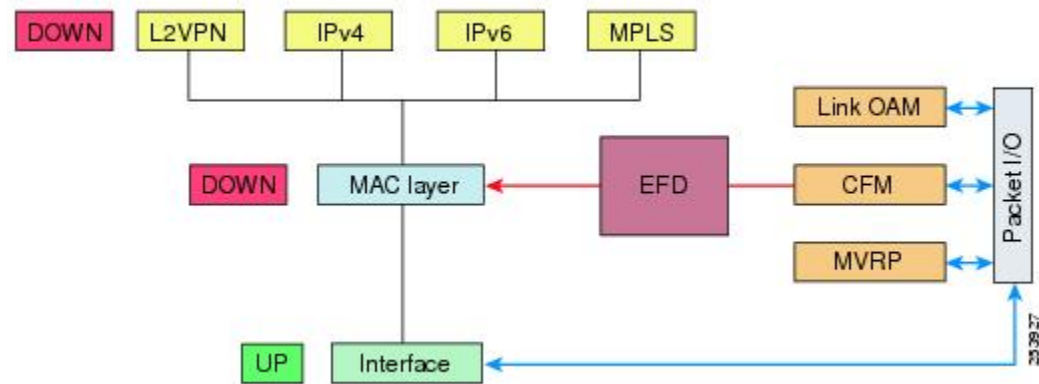 DOWN
L2VPN
IPv4
IPv6
MPLS
Link OAM
DOWN
MAC layer
EFD
CFM
Packet I/O
MVRP
UP
Interface
253927